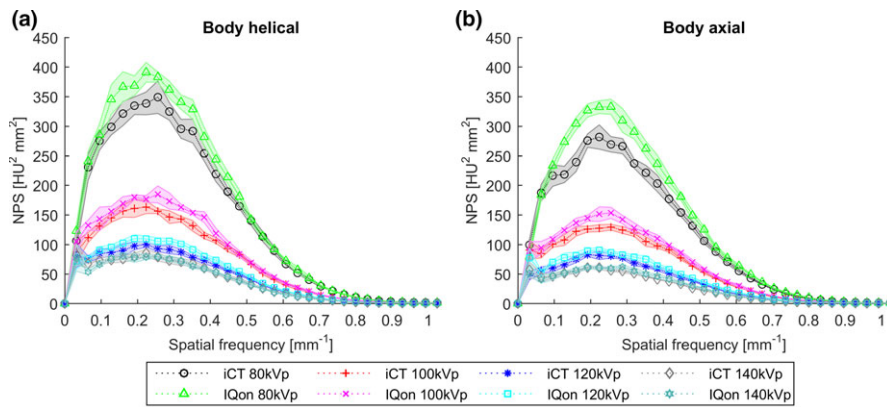 (a) Body helical
450
400
350
300
250
200
150
100
50
0
NPS [HU² mm²]
0 0.1 0.2 0.3 0.4 0.5 0.6 0.7 0.8 0.9 1
Spatial frequency [mm⁻¹]
(b) Body axial
450
400
350
300
250
200
150
100
50
0
NPS [HU² mm²]
0 0.1 0.2 0.3 0.4 0.5 0.6 0.7 0.8 0.9 1
Spatial frequency [mm⁻¹]
iCT 80kVp iCT 100kVp iCT 120kVp iCT 140kVp
IQon 80kVp IQon 100kVp IQon 120kVp IQon 140kVp